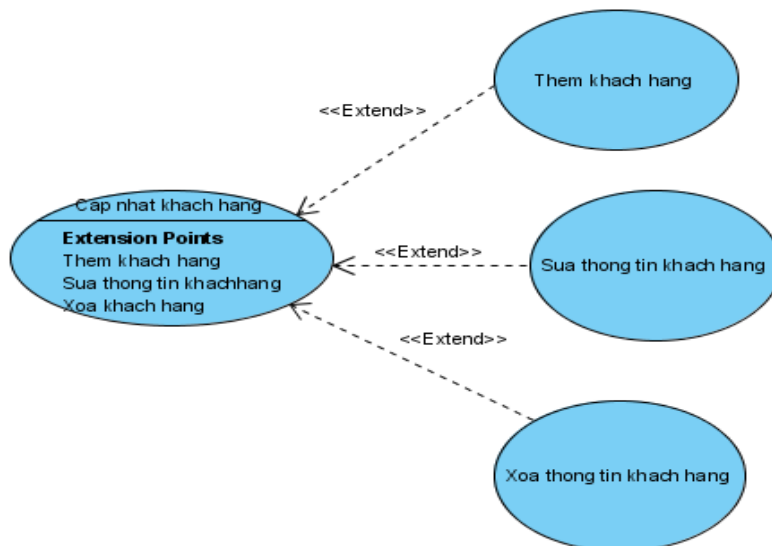 Them khach hang
<<Extend>>
Cap nhat khach hang
Extension Points
Them khach hang
Sua thong tin khachhang
Xoa khach hang
<<Extend>>
Sua thong tin khach hang
<<Extend>>
Xoa thong tin khach hang